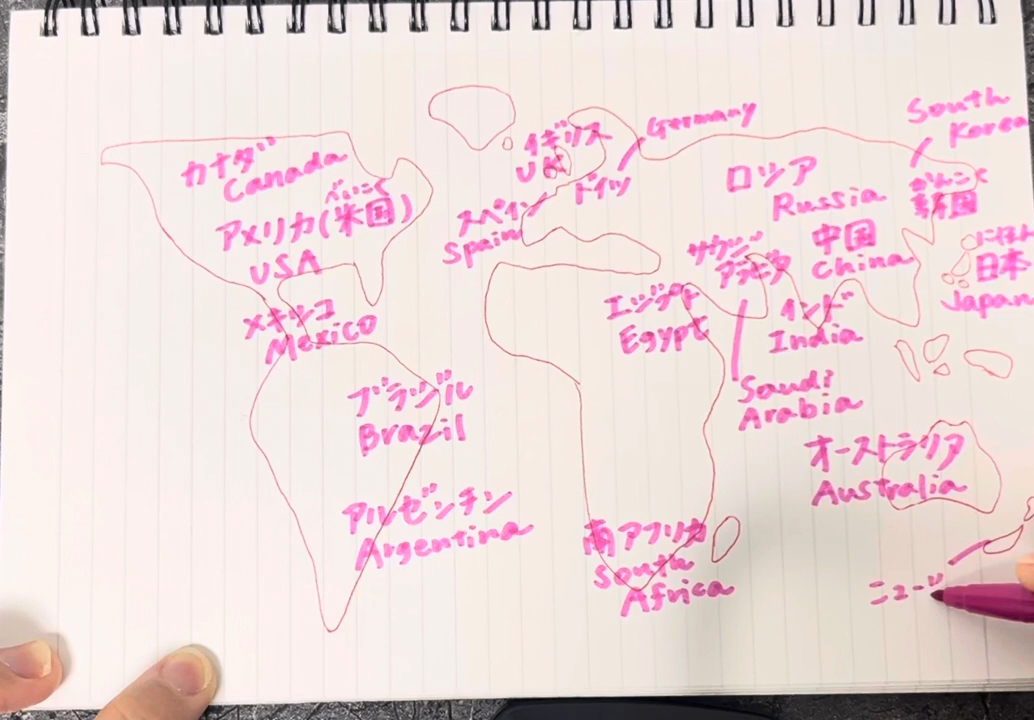 カナダ
Canada
べいこく
アメリカ(米国)
USA
メキシコ
Mexico
ブラジル
Brazil
アルゼンチン
Argentina
イギリス
UK
Germany
ドイツ
スペイン
Spain
ロシア
Russia
South
Korea
かんこく
韓国
中国
China
にほん
日本
Japan
サウジ
アラビア
Saudi
Arabia
インド
India
エジプト
Egypt
南アフリカ
South
Africa
オーストラリア
Australia
ニュージ